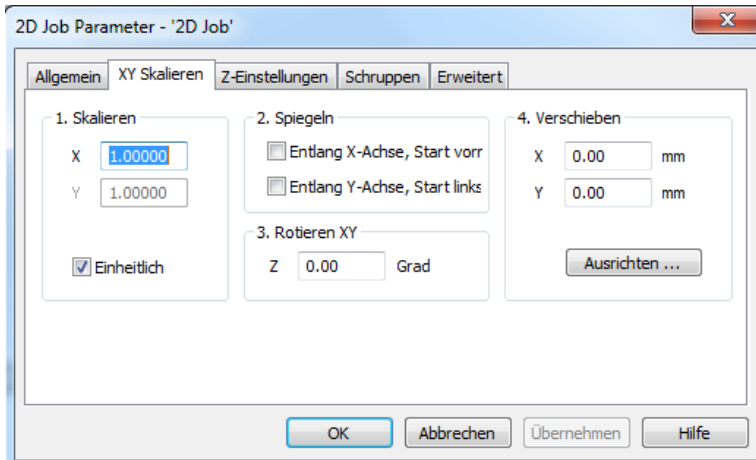 2D Job Parameter - '2D Job'
Allgemein XY Skalieren Z-Einstellungen Schruppen Erweitert
1. Skalieren
X 1.00000
Y 1.00000
Einheitlich
2. Spiegeln
Entlang X-Achse, Start vorr
Entlang Y-Achse, Start links
3. Rotieren XY
Z 0.00 Grad
4. Verschieben
X 0.00 mm
Y 0.00 mm
Ausrichten ...
OK Abbrechen Übernehmen Hilfe